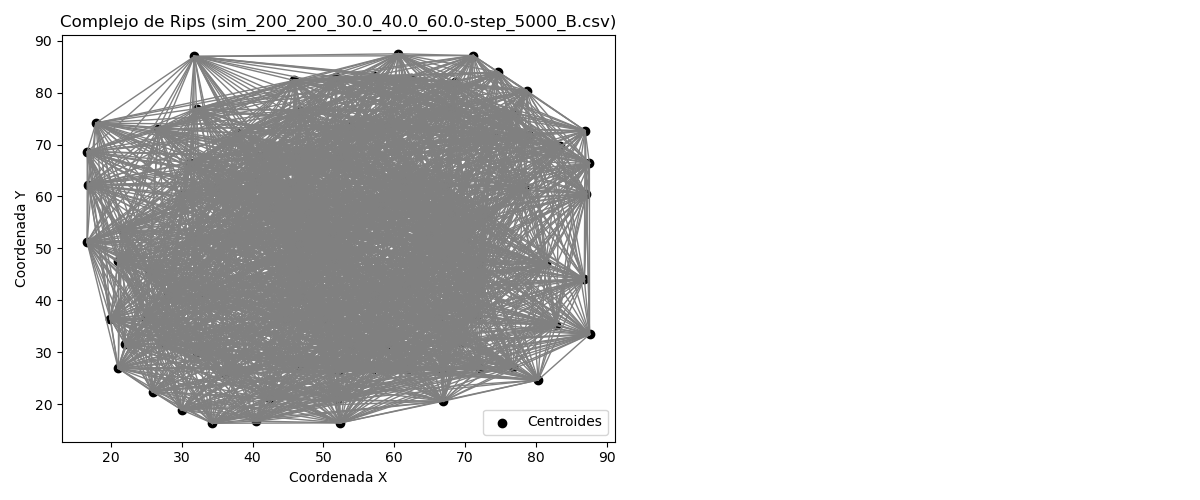 Complejo de Rips (sim_200_200_30.0_40.0_60.0-step_5000_B.csv)
90
80
70
60
50
40
30
20
Coordenada Y
Centroides
20 30 40 50 60 70 80 90
Coordenada X